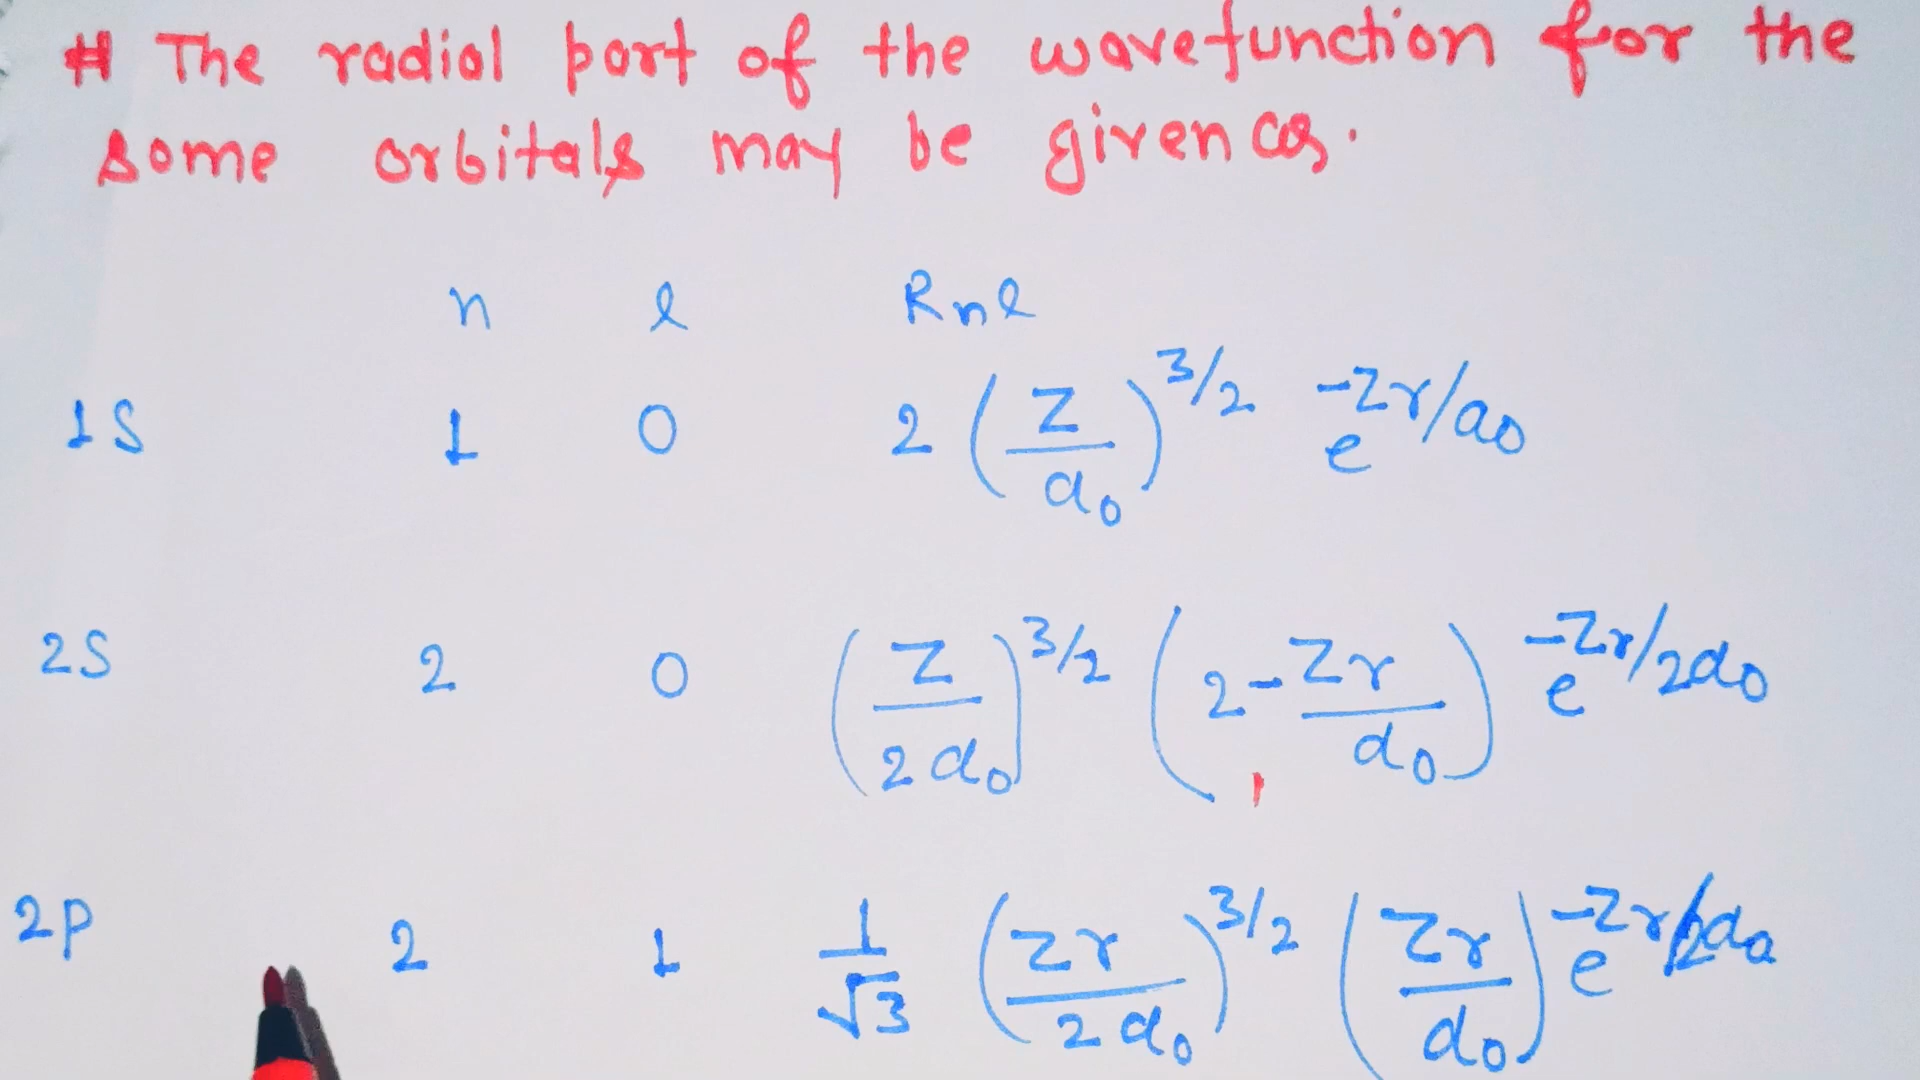 # The radial part of the wavefunction for the
some orbitals may be given as.
n l Rnl
1S 1 0 2 (Z/a₀)^3/2 e^-Zr/a₀
2S 2 0 (Z/2a₀)^3/2 (2-Zr/a₀) e^-Zr/2a₀
2P 2 1 1/√3 (Zr/2a₀)^3/2 (Zr/a₀) e^-Zr/2a₀